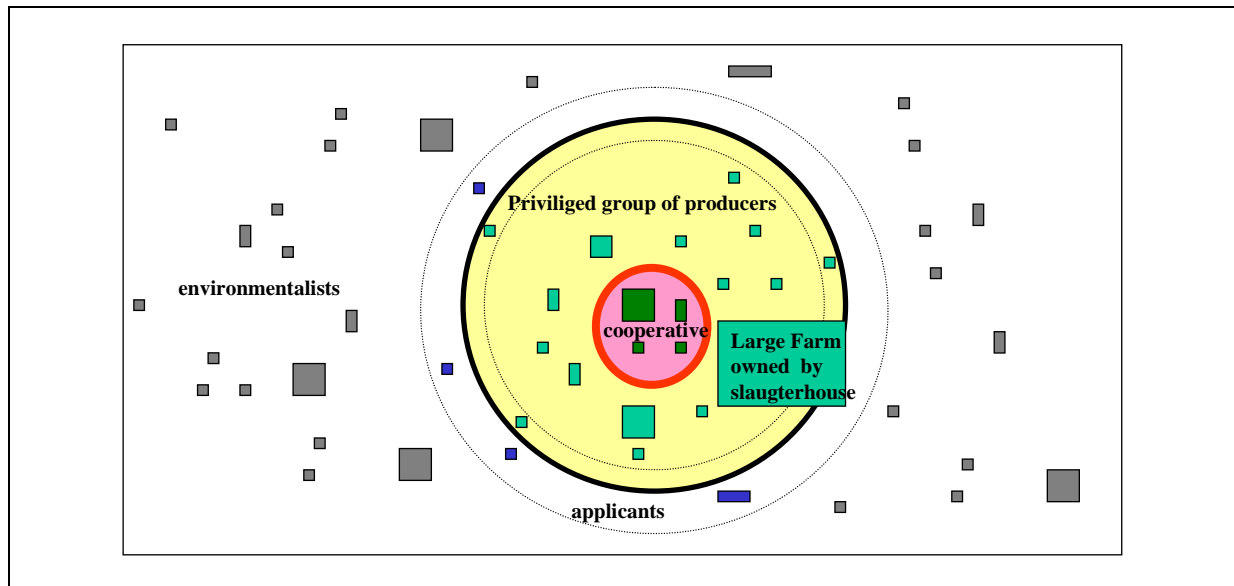 Priviliged group of producers
environmentalists
cooperative
Large Farm
owned by
slaugterhouse
applicants